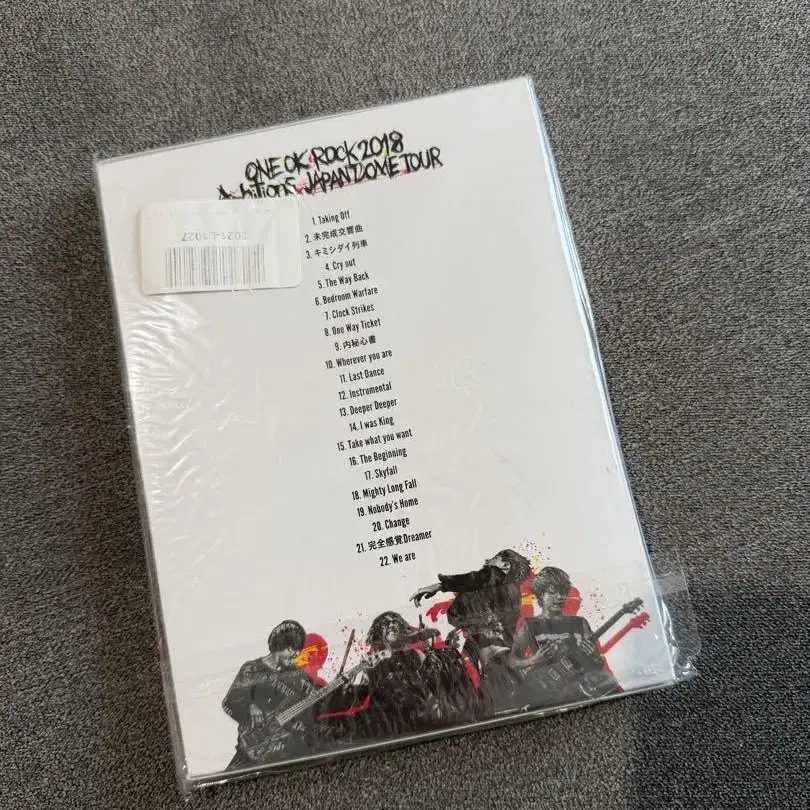 ONE OK ROCK 2018
Ambitions JAPAN DOME TOUR
2021-L1027
1. Taking Off
2. 未完成交響曲
3. キミシダイ列車
4. Cry out
5. The Way Back
6. Bedroom Warfare
7. Clock Strikes
8. One Way Ticket
9. 内秘心書
10. Wherever you are
11. Last Dance
12. Instrumental
13. Deeper Deeper
14. I was King
15. Take what you want
16. The Beginning
17. Skyfall
18. Mighty Long Fall
19. Nobody's Home
20. Change
21. 完全感覚Dreamer
22. We are